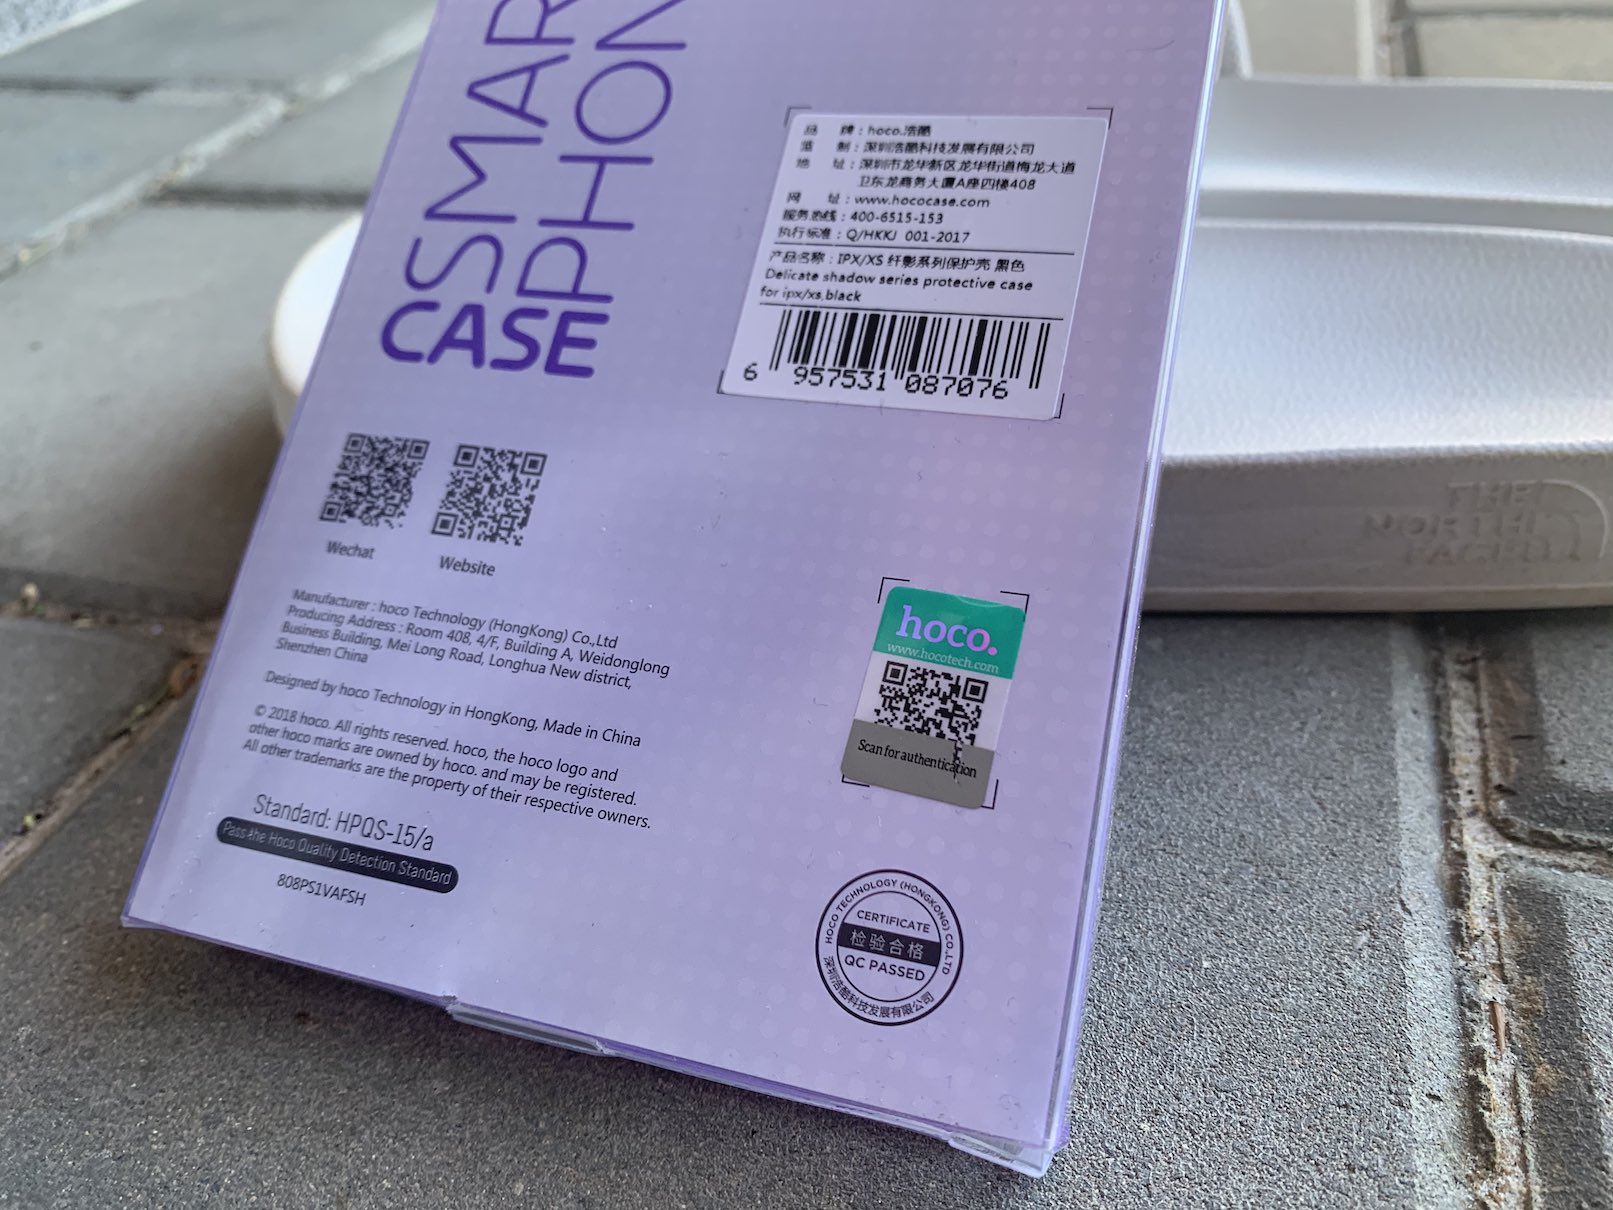 SMAR
PHON
CASE
品 牌：hoco.浩酷
监 制：深圳浩酷科技发展有限公司
地 址：深圳市龙华新区龙华街道梅龙大道
卫东龙商务大厦A座四楼408
网 址：www.hococase.com
服务热线：400-6515-153
执行标准：Q/HKKJ 001-2017
产品名称：IPX/XS 纤影系列保护壳 黑色
Delicate shadow series protective case
for ipx/xs,black
6 957531 087076
Wechat
Website
Manufacturer : hoco Technology (HongKong) Co.,Ltd
Producing Address : Room 408, 4/F, Building A, Weidonglong
Business Building, Mei Long Road, Longhua New district,
Shenzhen China
Designed by hoco Technology in HongKong, Made in China
© 2018 hoco. All rights reserved. hoco, the hoco logo and
other hoco marks are owned by hoco. and may be registered.
All other trademarks are the property of their respective owners.
Standard: HPQS-15/a
Pass the Hoco Quality Detection Standard
808PS1VAFSH
hoco.
www.hocotech.com
Scan for authentication
HOCO TECHNOLOGY (HONGKONG) CO.,LTD
CERTIFICATE
检验合格
QC PASSED
深圳浩酷科技发展有限公司
THE
NORTH
FACE